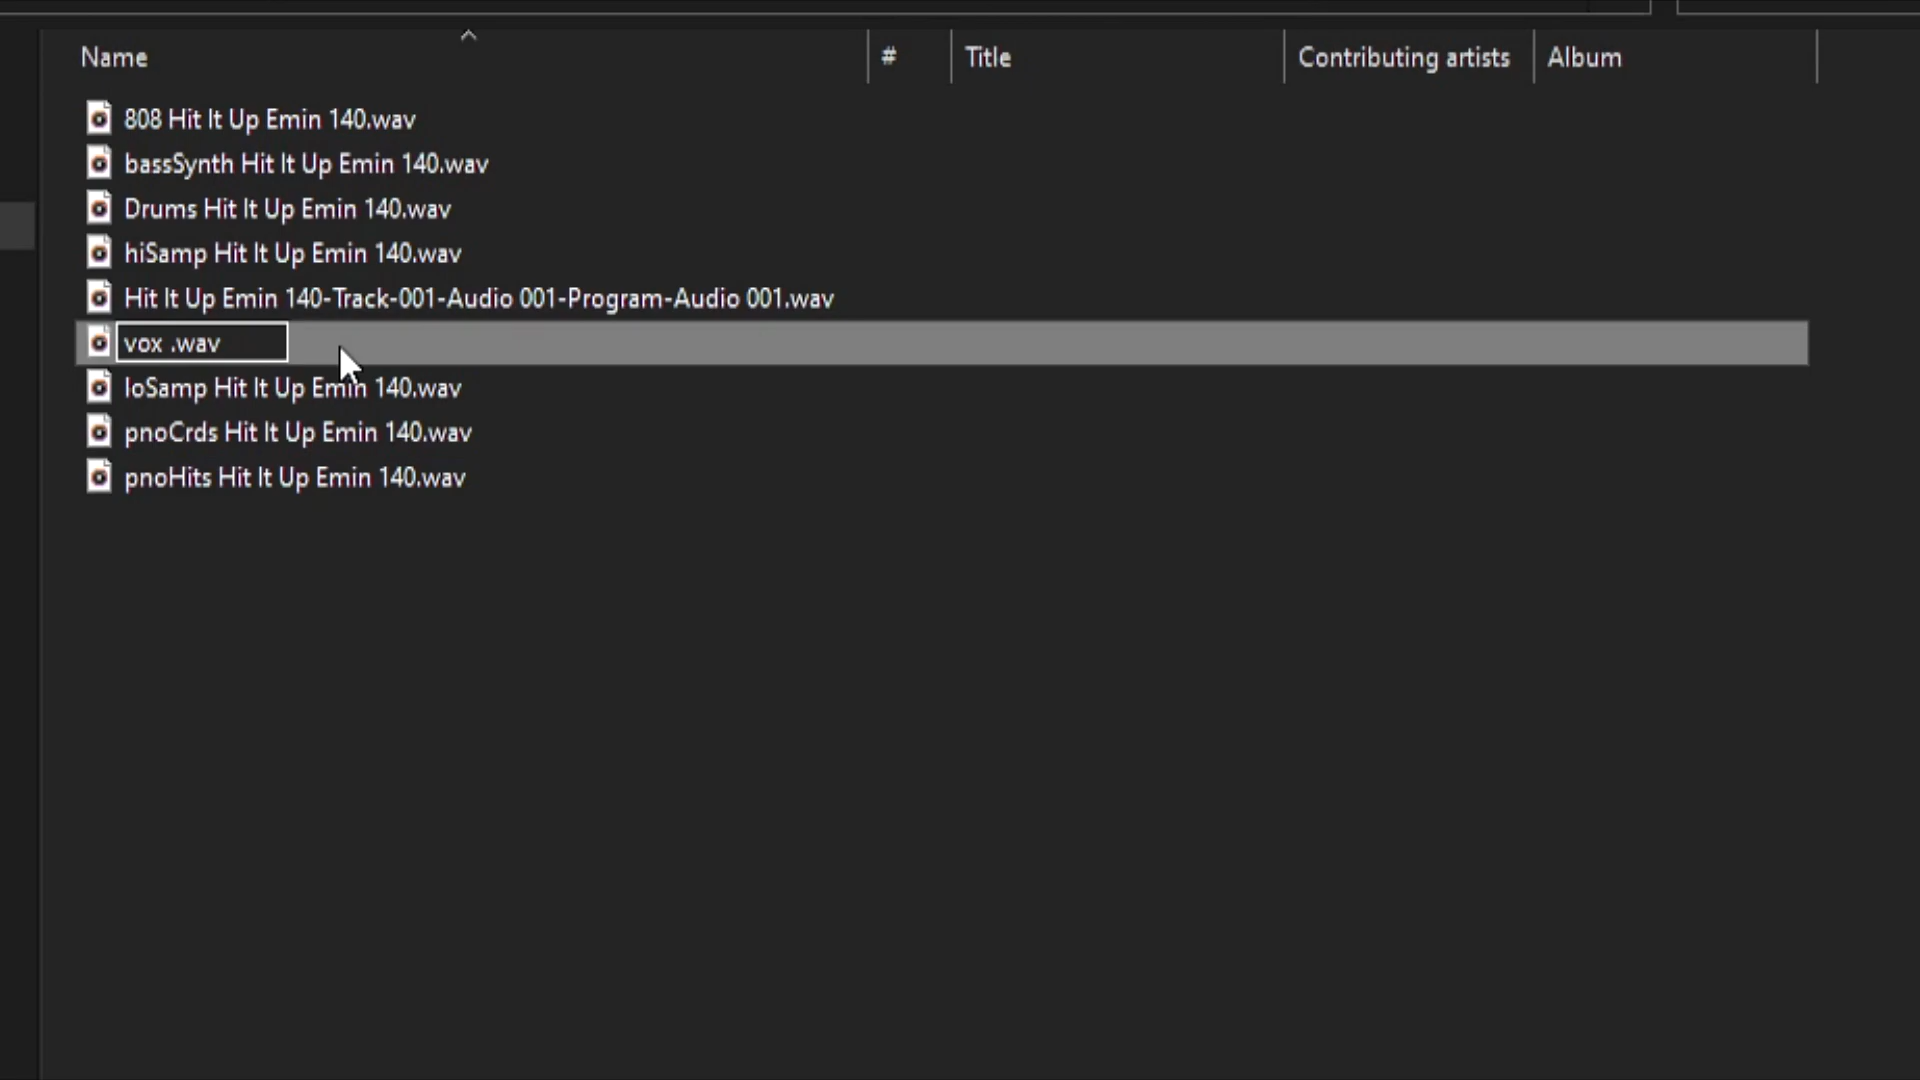 Name # Title Contributing artists Album
808 Hit It Up Emin 140.wav
bassSynth Hit It Up Emin 140.wav
Drums Hit It Up Emin 140.wav
hiSamp Hit It Up Emin 140.wav
Hit It Up Emin 140-Track-001-Audio 001-Program-Audio 001.wav
vox .wav
loSamp Hit It Up Emin 140.wav
pnoCrds Hit It Up Emin 140.wav
pnoHits Hit It Up Emin 140.wav